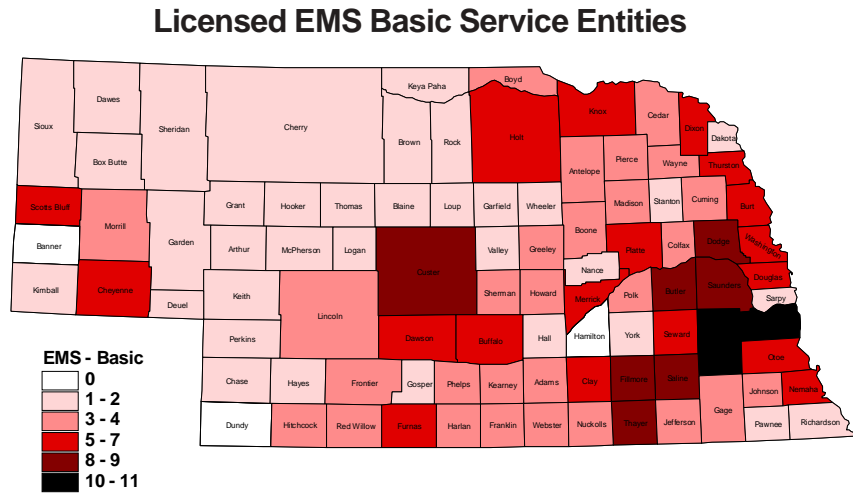 Licensed EMS Basic Service Entities
Keya Paha
Boyd
Dawes
Sioux
Sheridan
Cherry
Brown
Rock
Holt
Knox
Cedar
Dixon
Dakota
Box Butte
Antelope
Pierce
Wayne
Thurston
Scotts Bluff
Morrill
Garden
Grant
Hooker
Thomas
Blaine
Loup
Garfield
Wheeler
Madison
Stanton
Cuming
Burt
Banner
Arthur
McPherson
Logan
Custer
Valley
Greeley
Boone
Platte
Colfax
Dodge
Washington
Nance
Kimball
Cheyenne
Deuel
Keith
Lincoln
Sherman
Howard
Merrick
Polk
Butler
Saunders
Douglas
Sarpy
Perkins
Dawson
Buffalo
Hall
Hamilton
York
Seward
Otoe
Chase
Hayes
Frontier
Gosper
Phelps
Kearney
Adams
Clay
Fillmore
Saline
Johnson
Nemaha
Dundy
Hitchcock
Red Willow
Furnas
Harlan
Franklin
Webster
Nuckolls
Thayer
Jefferson
Gage
Pawnee
Richardson
EMS - Basic
0
1 - 2
3 - 4
5 - 7
8 - 9
10 - 11